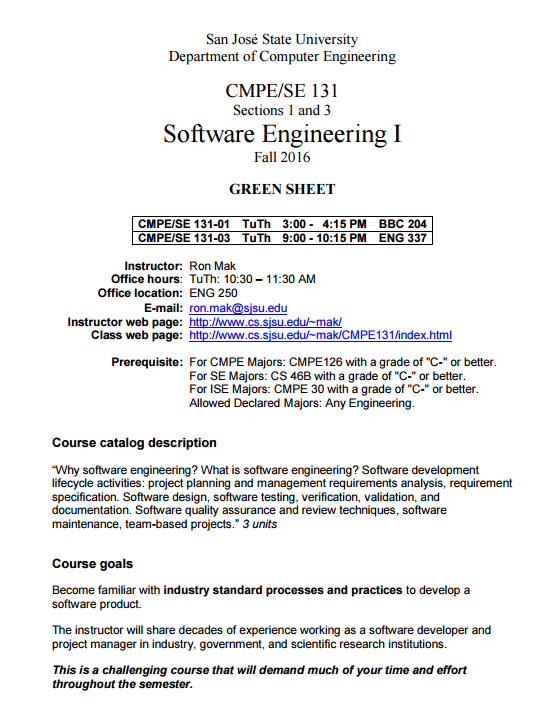 San José State University
Department of Computer Engineering
CMPE/SE 131
Sections 1 and 3
Software Engineering I
Fall 2016
GREEN SHEET
CMPE/SE 131-01 TuTh 3:00 - 4:15 PM BBC 204
CMPE/SE 131-03 TuTh 9:00 - 10:15 PM ENG 337
Instructor: Ron Mak
Office hours: TuTh: 10:30 – 11:30 AM
Office location: ENG 250
E-mail: ron.mak@sjsu.edu
Instructor web page: http://www.cs.sjsu.edu/~mak/
Class web page: http://www.cs.sjsu.edu/~mak/CMPE131/index.html
Prerequisite: For CMPE Majors: CMPE126 with a grade of "C-" or better.
For SE Majors: CS 46B with a grade of "C-" or better.
For ISE Majors: CMPE 30 with a grade of "C-" or better.
Allowed Declared Majors: Any Engineering.
Course catalog description
“Why software engineering? What is software engineering? Software development
lifecycle activities: project planning and management requirements analysis, requirement
specification. Software design, software testing, verification, validation, and
documentation. Software quality assurance and review techniques, software
maintenance, team-based projects.” 3 units
Course goals
Become familiar with industry standard processes and practices to develop a
software product.
The instructor will share decades of experience working as a software developer and
project manager in industry, government, and scientific research institutions.
This is a challenging course that will demand much of your time and effort
throughout the semester.